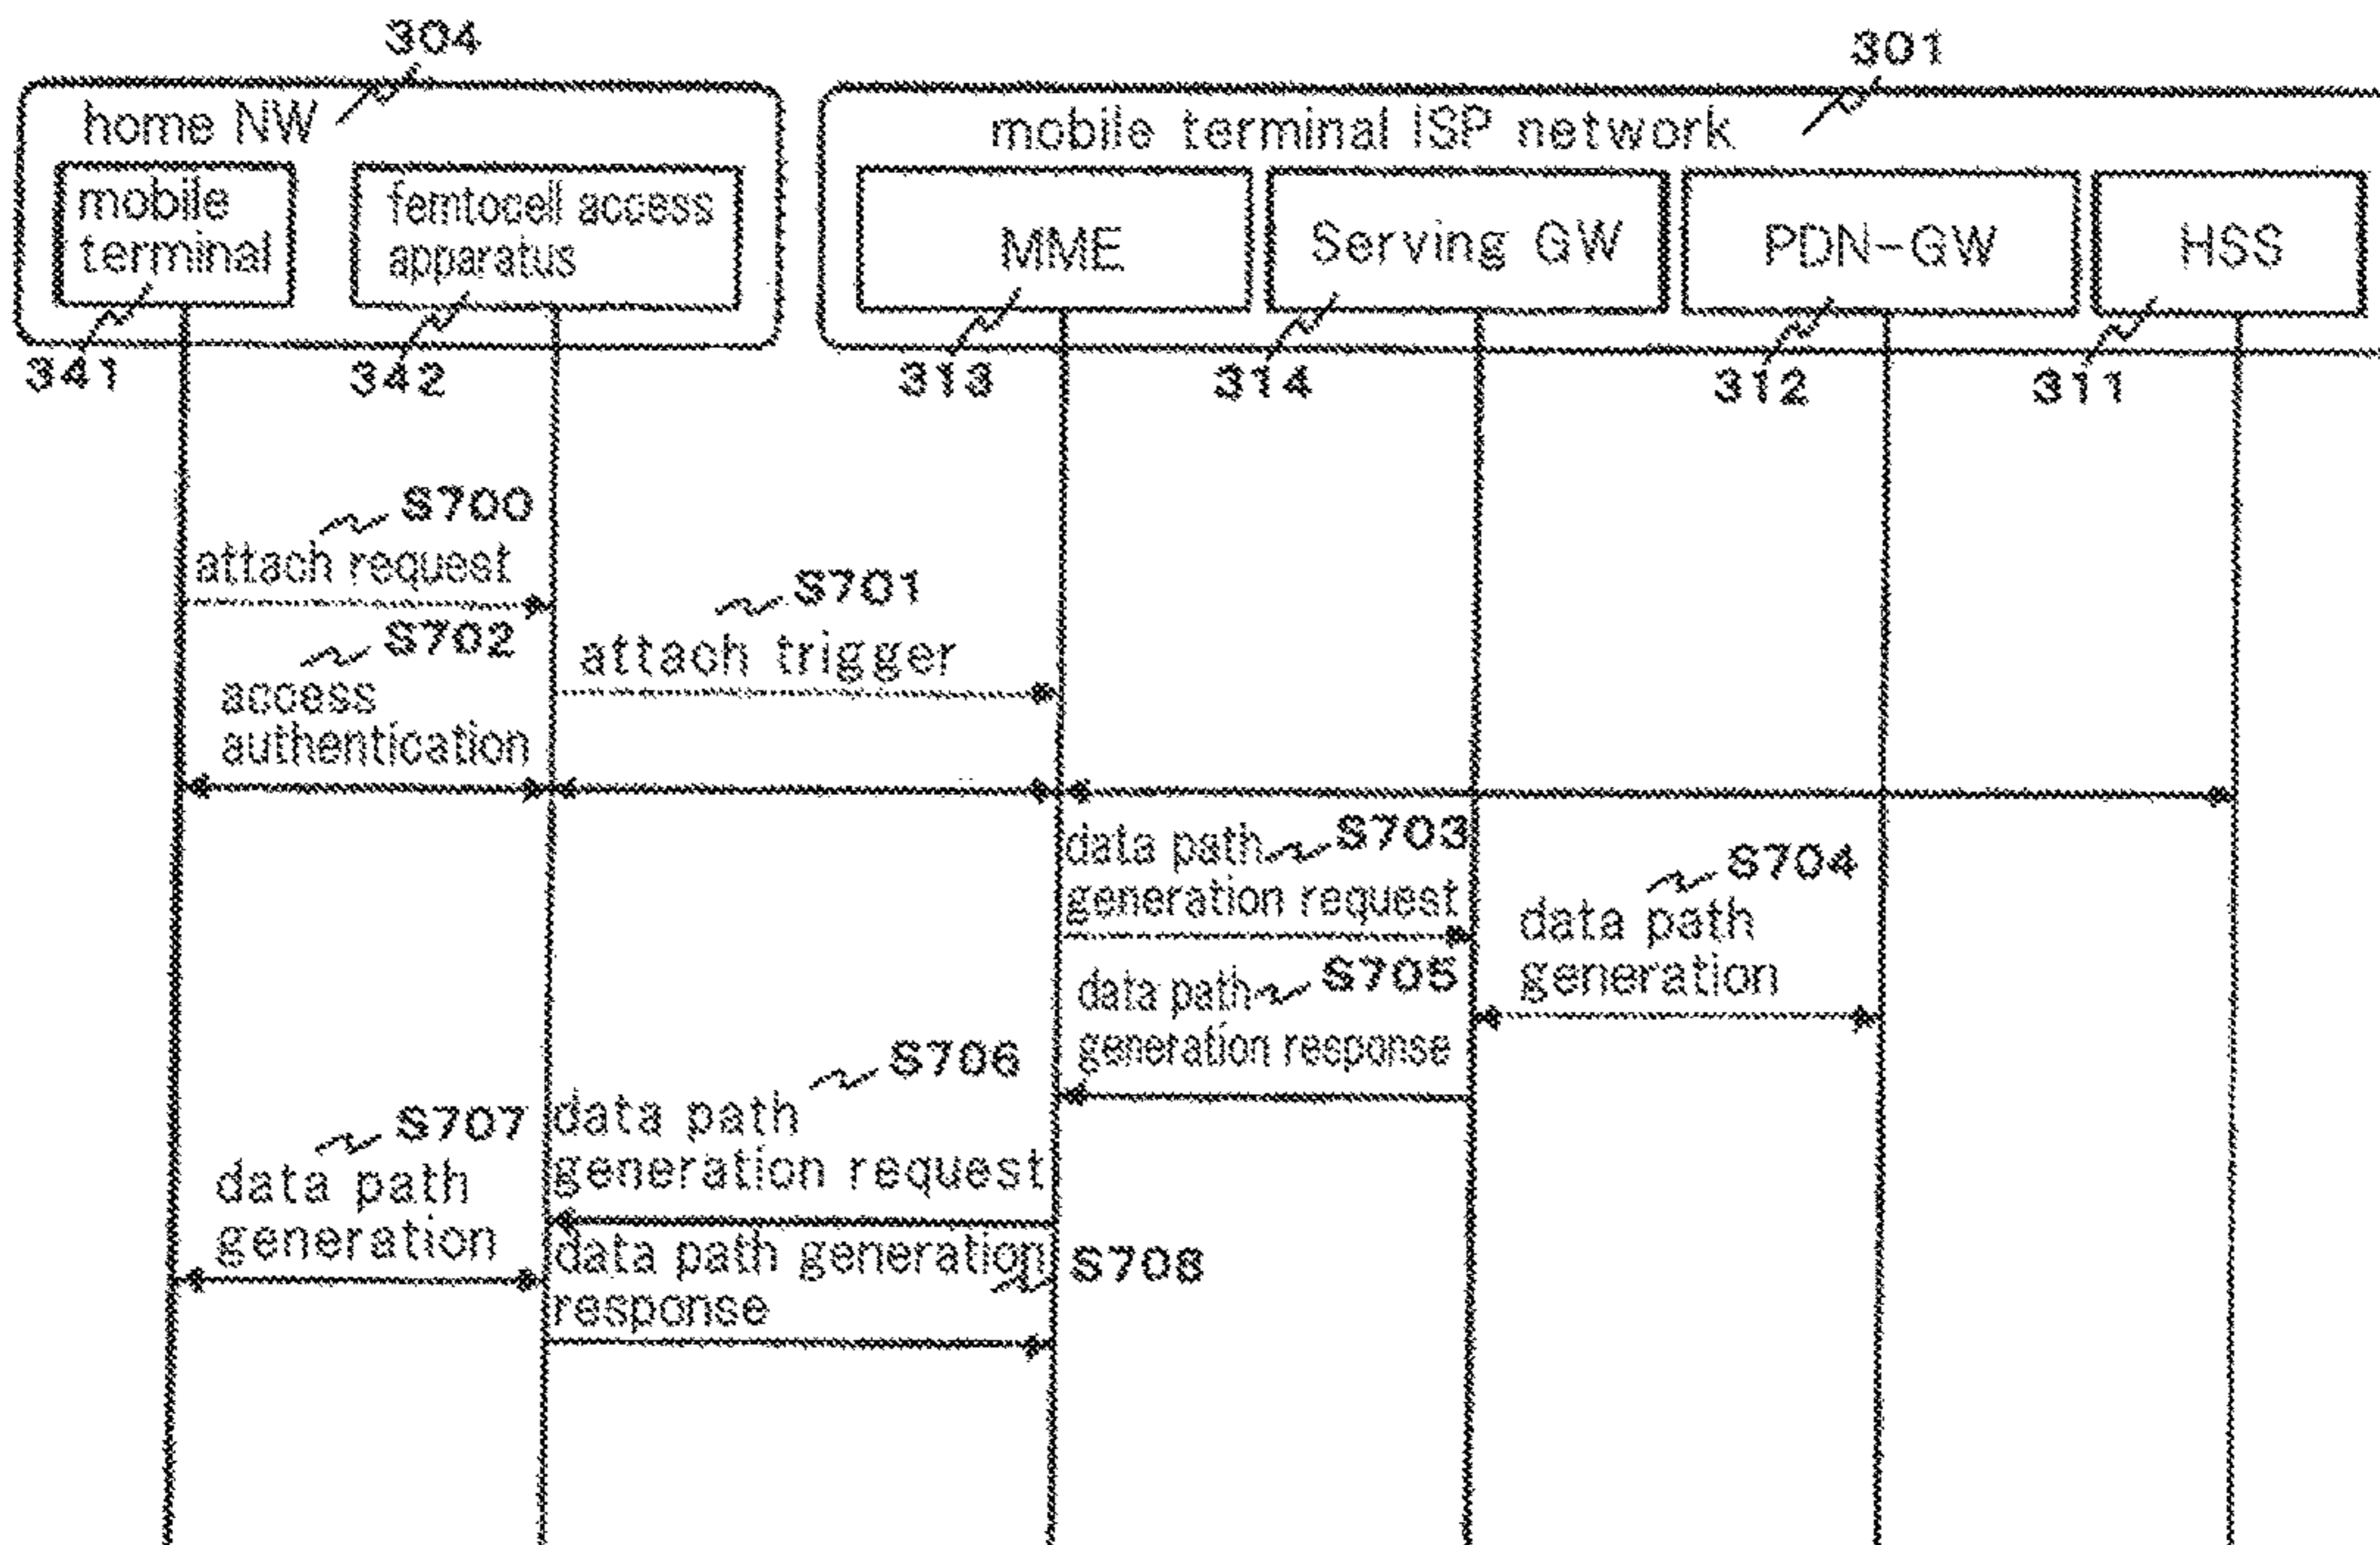 304
301
home NW
mobile terminal ISP network
mobile
terminal
femtocell access
apparatus
MME
Serving GW
PDN-GW
HSS
341
342
313
314
312
311
S700
attach request
S701
attach trigger
S702
access
authentication
S703
data path
generation request
S704
data path
generation
S705
data path
generation response
S706
data path
generation request
S707
data path
generation
data path generation
response
S708